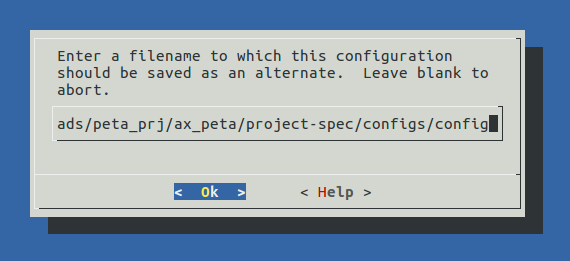 Enter a filename to which this configuration
should be saved as an alternate.  Leave blank to
abort.
ads/peta_prj/ax_peta/project-spec/configs/config
<  Ok  >     < Help >